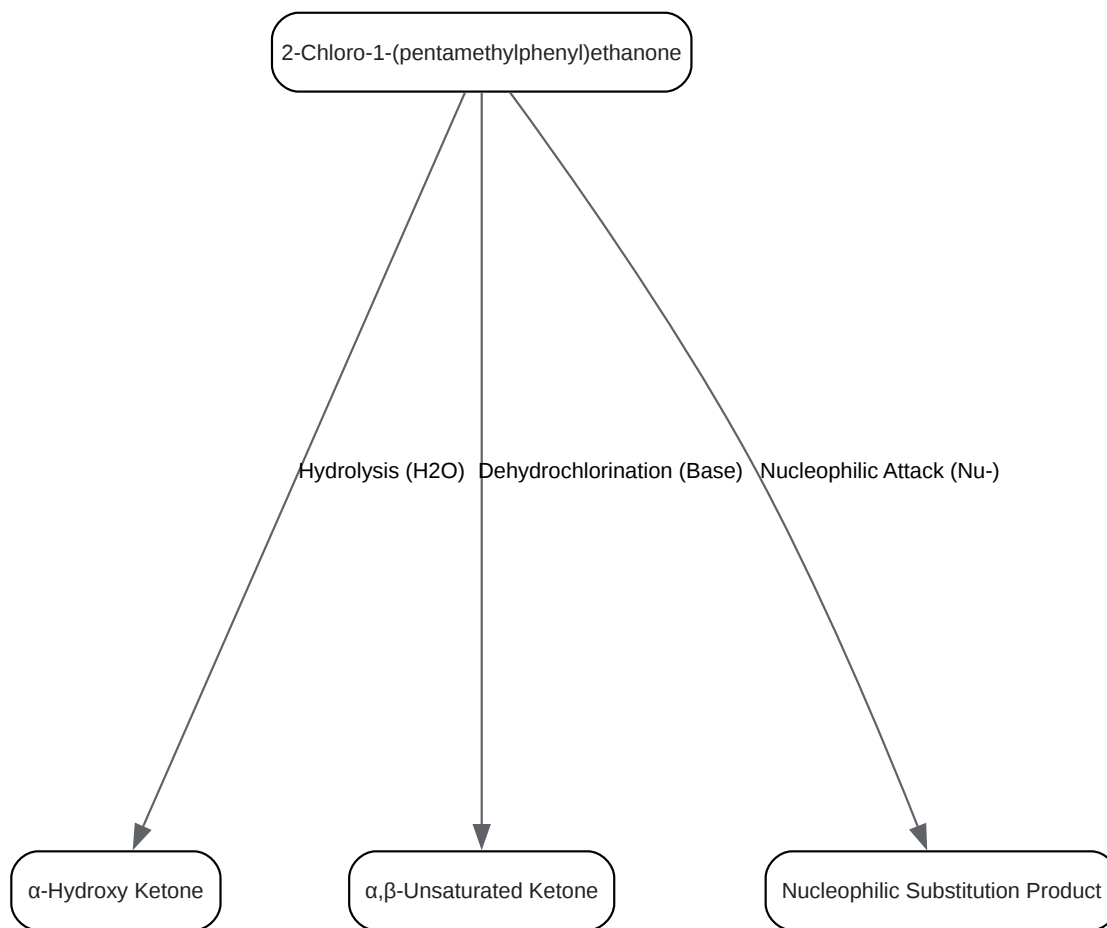 2-Chloro-1-(pentamethylphenyl)ethanone
Hydrolysis (H2O)
Dehydrochlorination (Base)
Nucleophilic Attack (Nu-)
α-Hydroxy Ketone
α,β-Unsaturated Ketone
Nucleophilic Substitution Product